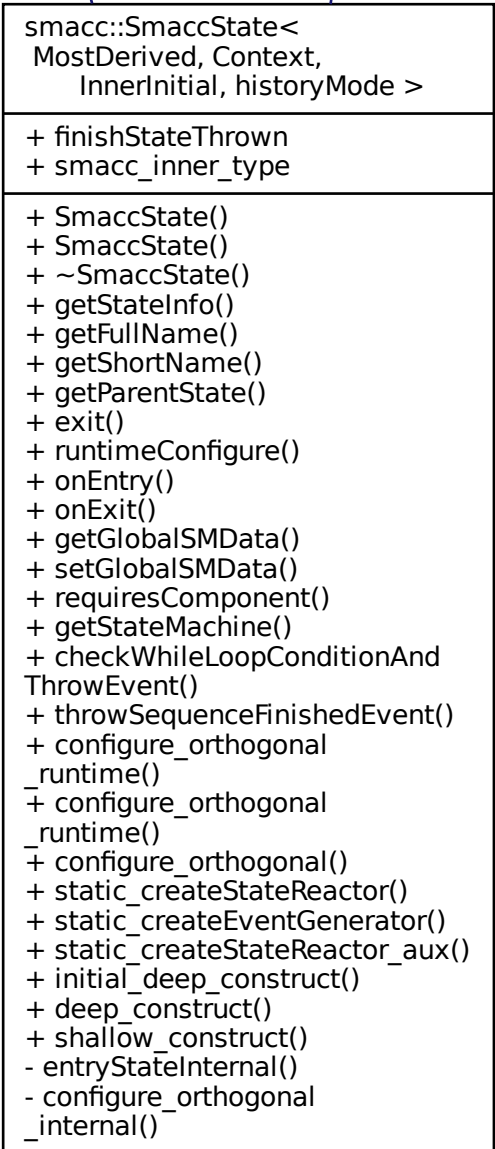 smacc::SmaccState<
MostDerived, Context,
InnerInitial, historyMode >
+ finishStateThrown
+ smacc_inner_type
+ SmaccState()
+ SmaccState()
+ ~SmaccState()
+ getStateInfo()
+ getFullName()
+ getShortName()
+ getParentState()
+ exit()
+ runtimeConfigure()
+ onEntry()
+ onExit()
+ getGlobalSMData()
+ setGlobalSMData()
+ requiresComponent()
+ getStateMachine()
+ checkWhileLoopConditionAnd
ThrowEvent()
+ throwSequenceFinishedEvent()
+ configure_orthogonal
_runtime()
+ configure_orthogonal
_runtime()
+ configure_orthogonal()
+ static_createStateReactor()
+ static_createEventGenerator()
+ static_createStateReactor_aux()
+ initial_deep_construct()
+ deep_construct()
+ shallow_construct()
- entryStateInternal()
- configure_orthogonal
_internal()